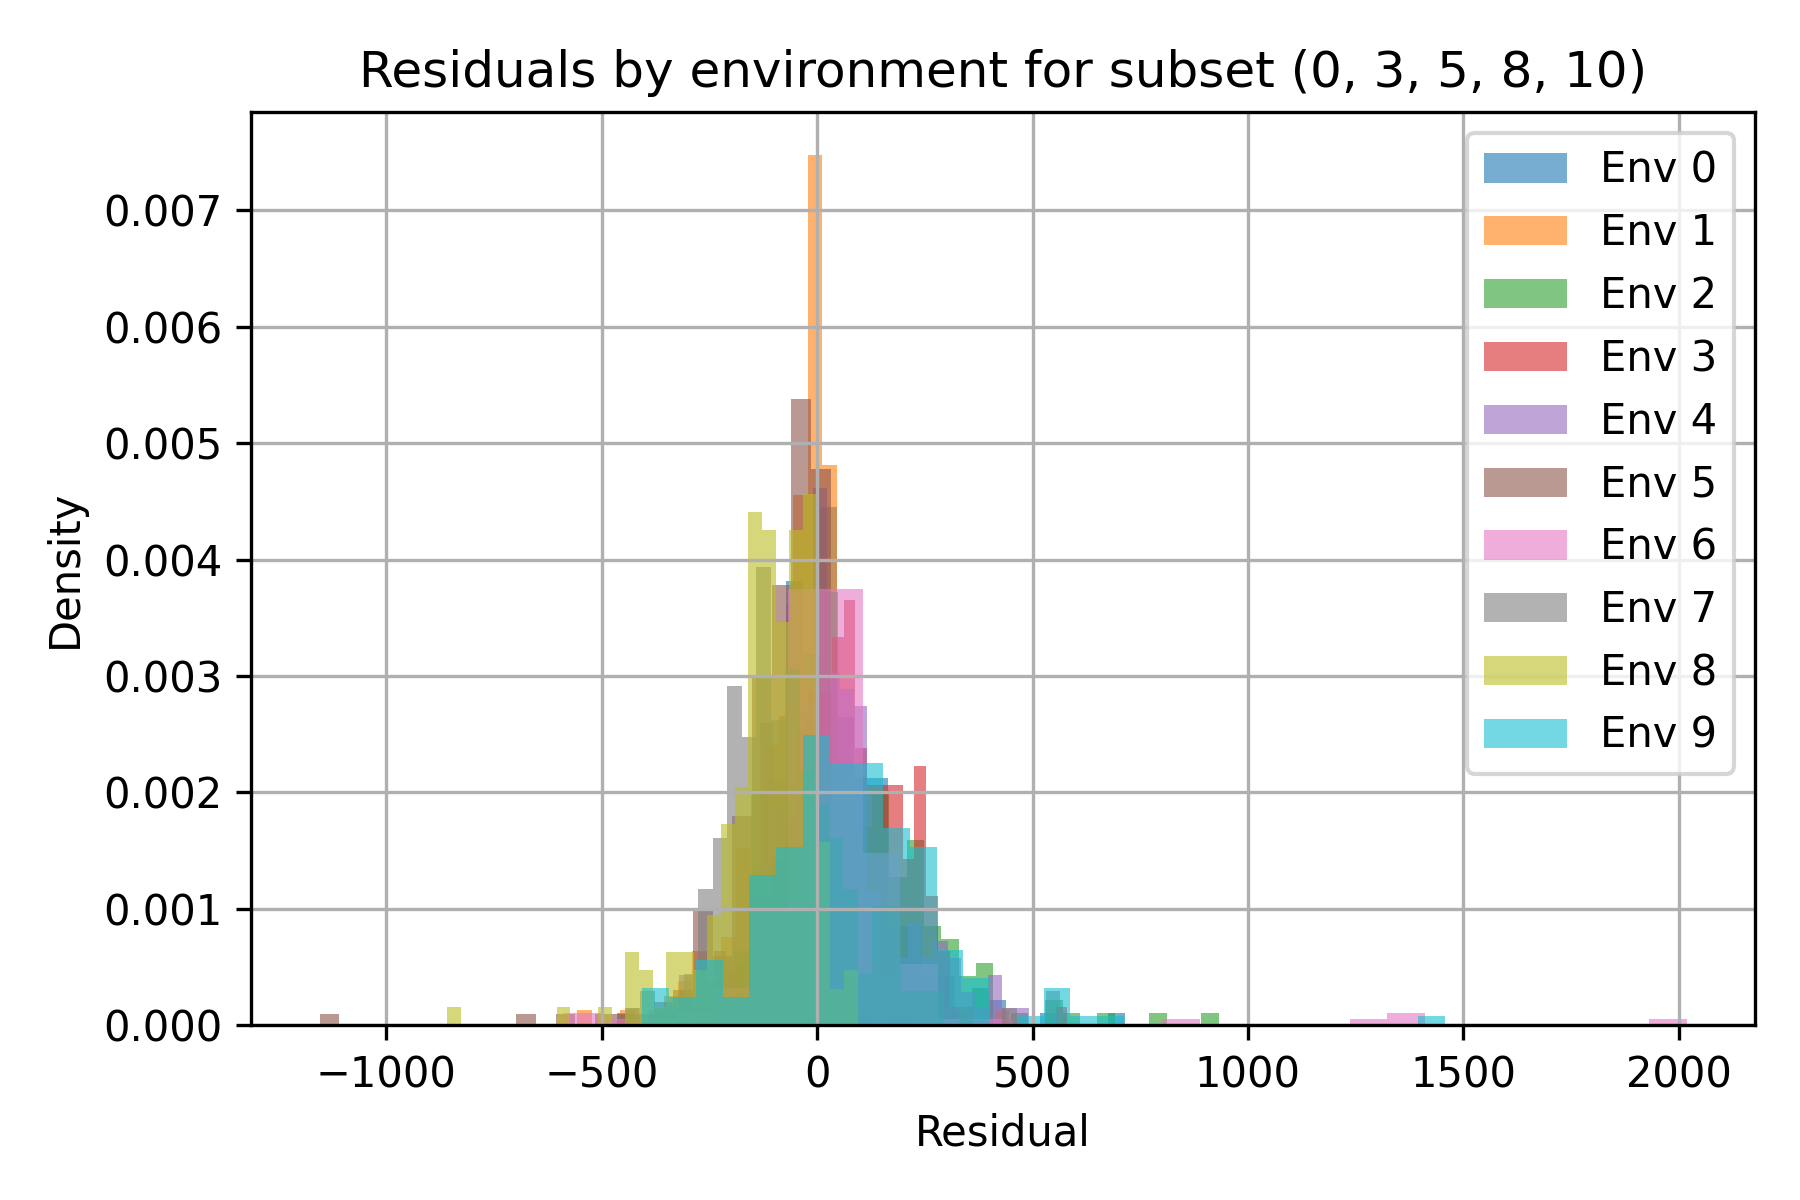 Residuals by environment for subset (0, 3, 5, 8, 10)
Env 0
Env 1
Env 2
Env 3
Env 4
Env 5
Env 6
Env 7
Env 8
Env 9
Density
0.007
0.006
0.005
0.004
0.003
0.002
0.001
0.000
−1000 −500 0 500 1000 1500 2000
Residual